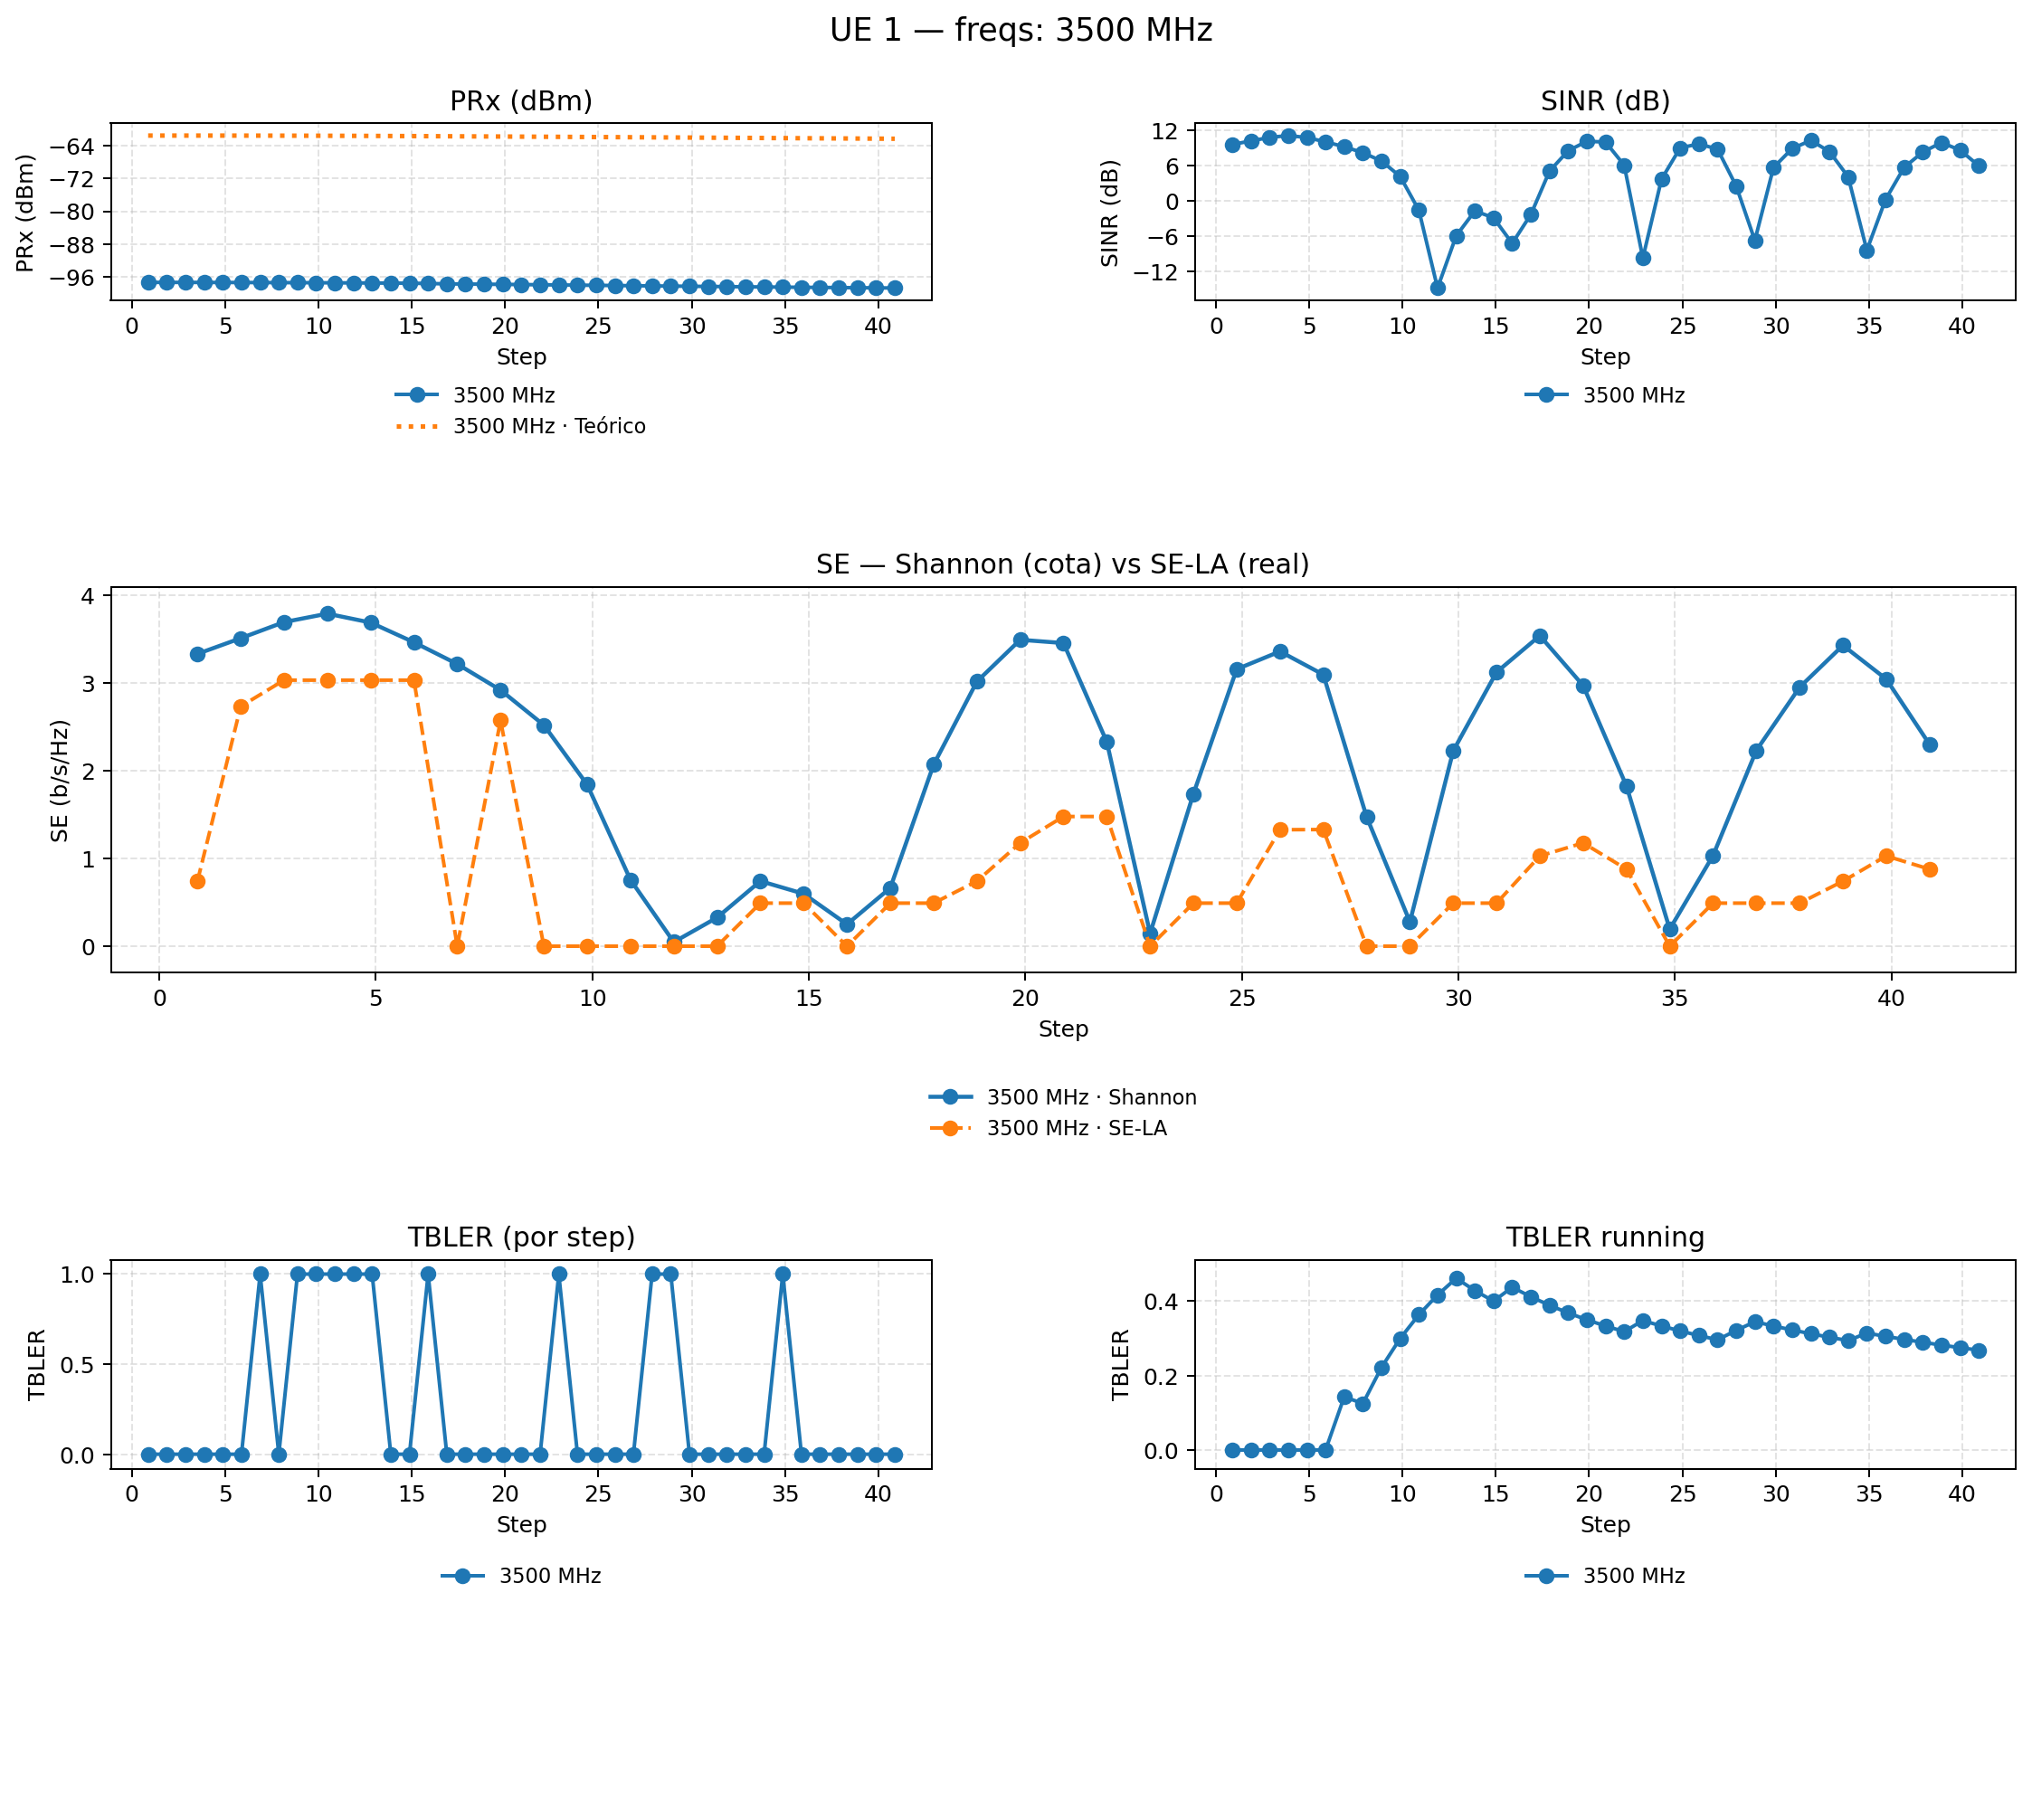 UE 1 — freqs: 3500 MHz
PRx (dBm)
PRx (dBm)
−64
−72
−80
−88
−96
0 5 10 15 20 25 30 35 40
Step
3500 MHz
3500 MHz · Teórico
SINR (dB)
SINR (dB)
12
6
0
−6
−12
0 5 10 15 20 25 30 35 40
Step
3500 MHz
SE — Shannon (cota) vs SE-LA (real)
SE (b/s/Hz)
4
3
2
1
0
0 5 10 15 20 25 30 35 40
Step
3500 MHz · Shannon
3500 MHz · SE-LA
TBLER (por step)
TBLER
1.0
0.5
0.0
0 5 10 15 20 25 30 35 40
Step
3500 MHz
TBLER running
TBLER
0.4
0.2
0.0
0 5 10 15 20 25 30 35 40
Step
3500 MHz